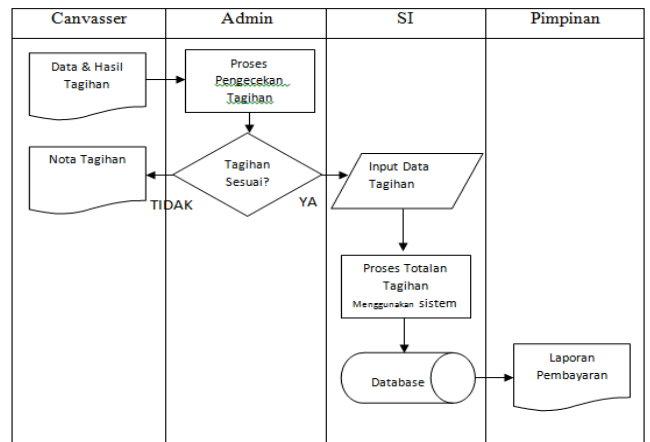 Canvasser
Admin
SI
Pimpinan
Data & Hasil
Tagihan
Proses
Pengecekan
Tagihan
Nota Tagihan
Tagihan
Sesuai?
TIDAK
YA
Input Data
Tagihan
Proses Totalan
Tagihan
Menggunakan sistem
Database
Laporan
Pembayaran